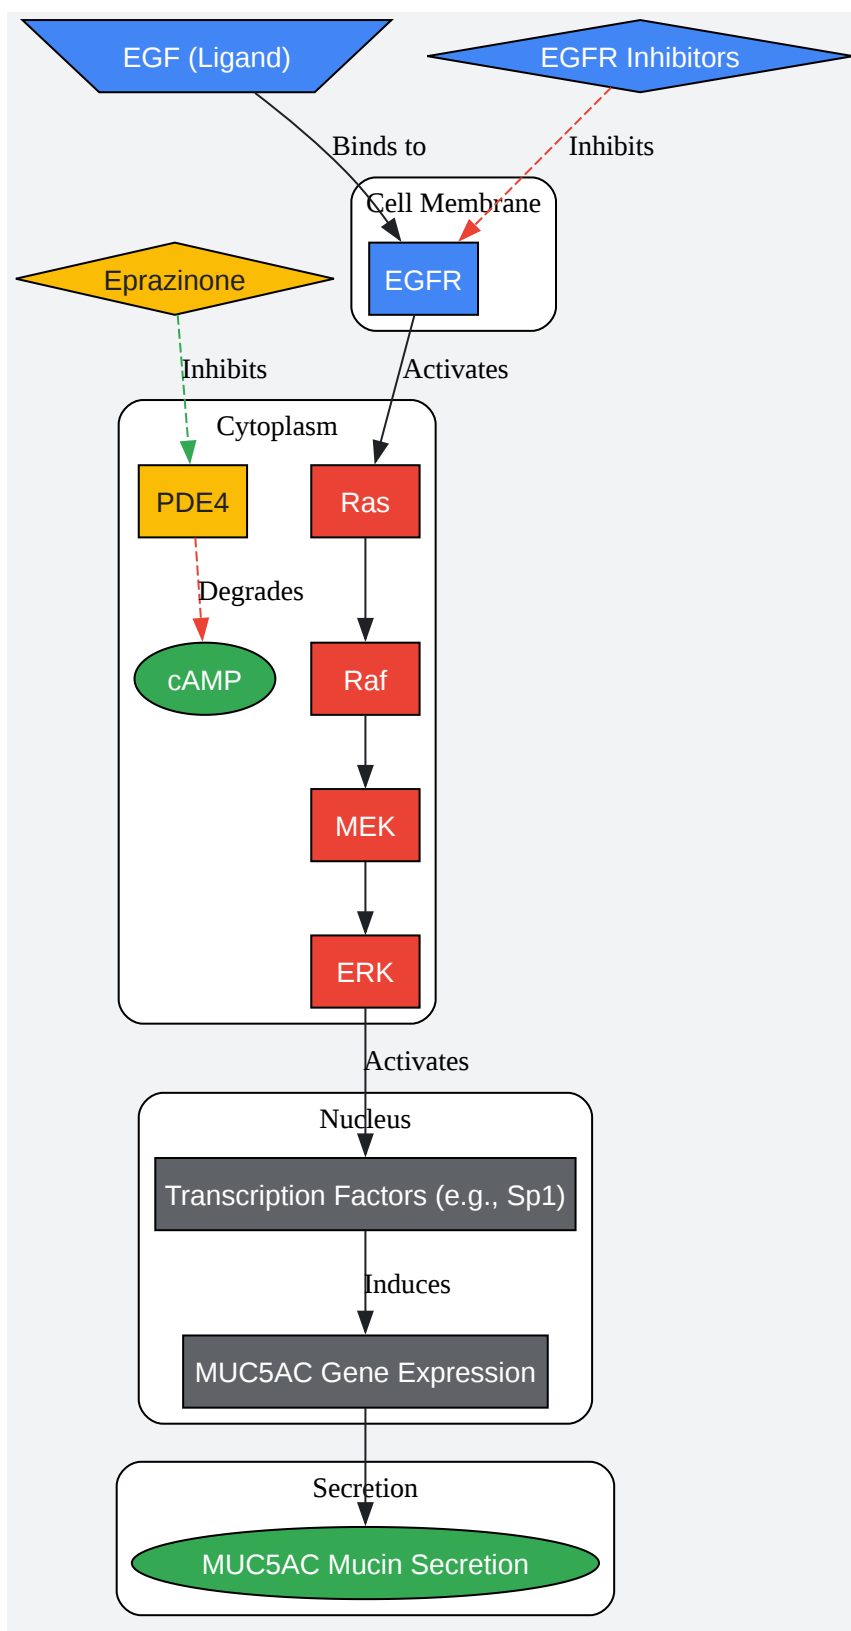 EGF (Ligand)
EGFR Inhibitors
Binds to
Inhibits
Cell Membrane
EGFR
Eprazinone
Inhibits
Activates
Cytoplasm
PDE4
Ras
Degrades
cAMP
Raf
MEK
ERK
Activates
Nucleus
Transcription Factors (e.g., Sp1)
Induces
MUC5AC Gene Expression
Secretion
MUC5AC Mucin Secretion